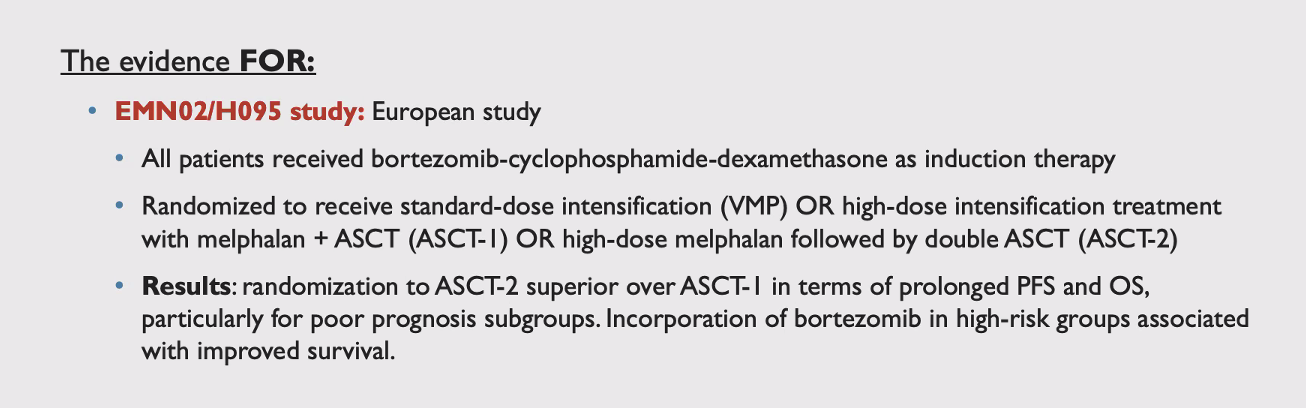 The evidence FOR:
• EMN02/H095 study: European study
• All patients received bortezomib-cyclophosphamide-dexamethasone as induction therapy
• Randomized to receive standard-dose intensification (VMP) OR high-dose intensification treatment
with melphalan + ASCT (ASCT-1) OR high-dose melphalan followed by double ASCT (ASCT-2)
• Results: randomization to ASCT-2 superior over ASCT-1 in terms of prolonged PFS and OS,
particularly for poor prognosis subgroups. Incorporation of bortezomib in high-risk groups associated
with improved survival.